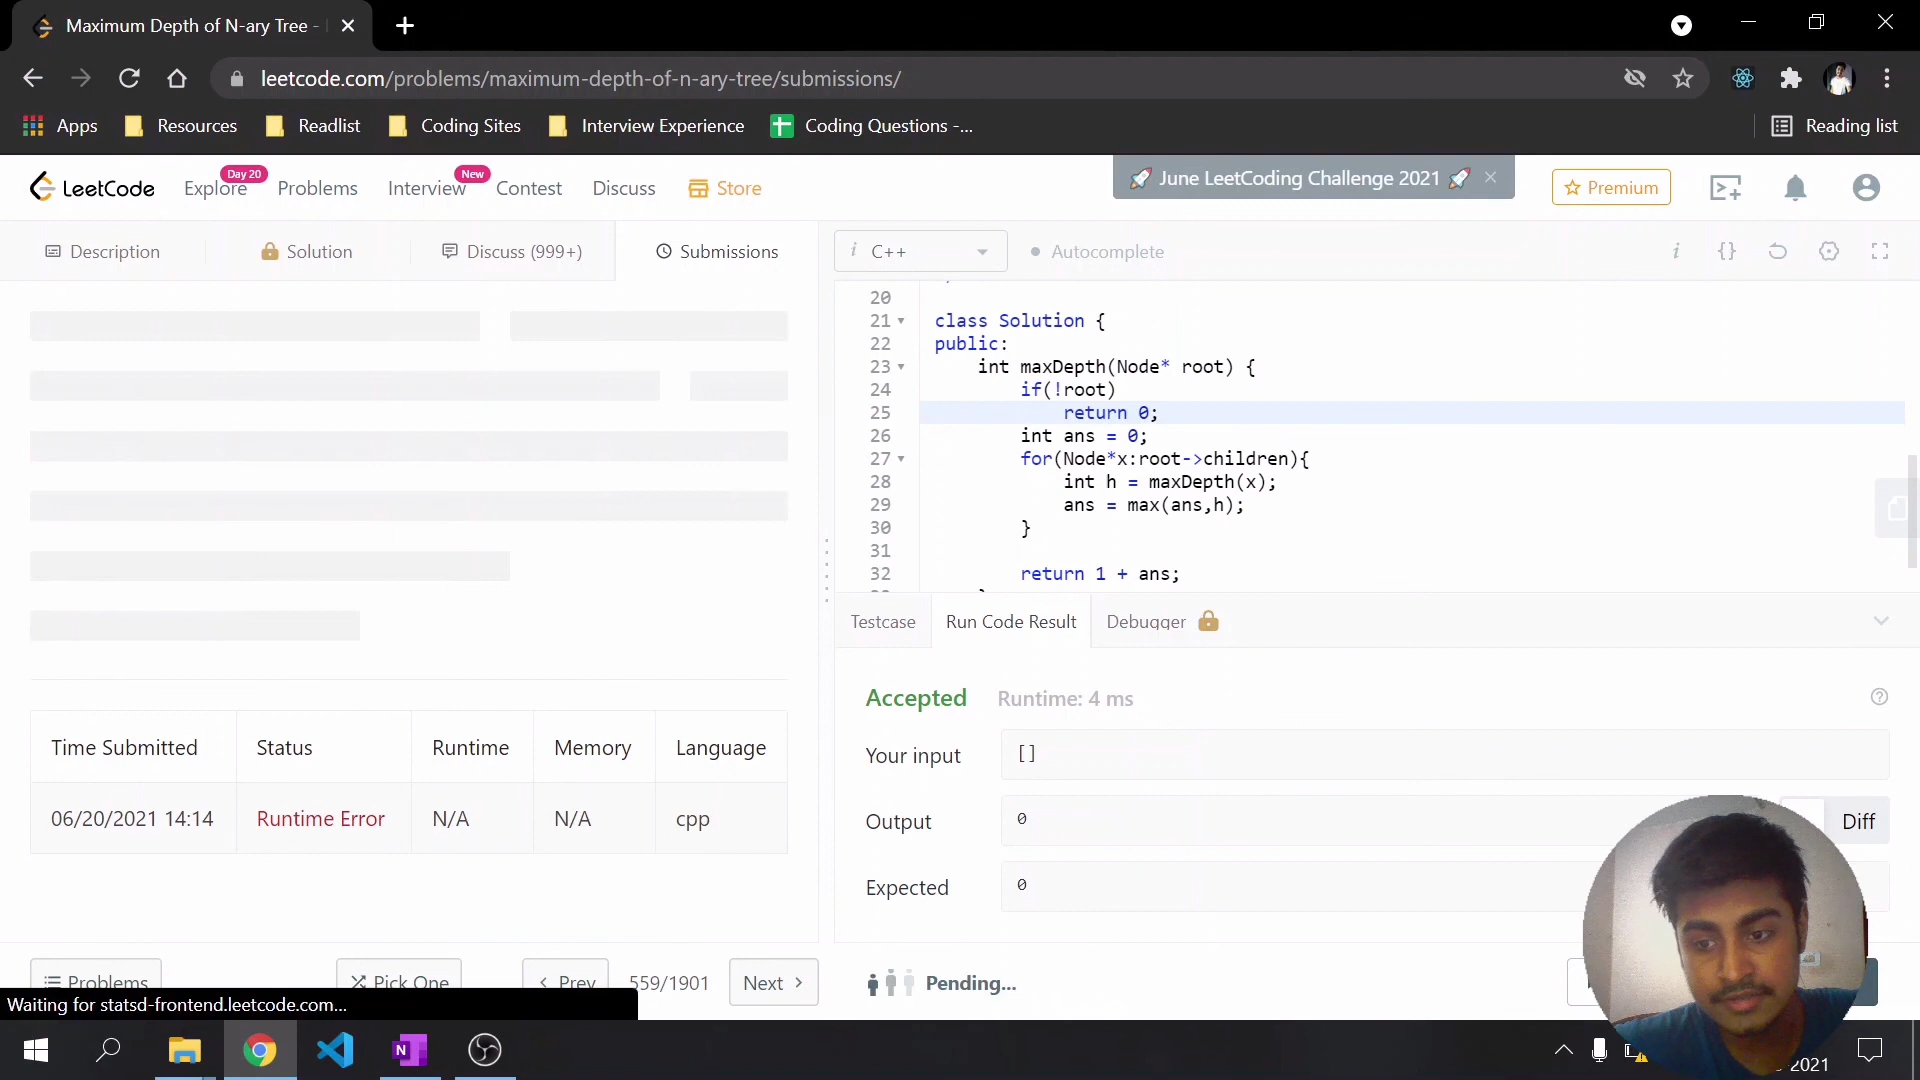 Maximum Depth of N-ary Tree -
leetcode.com/problems/maximum-depth-of-n-ary-tree/submissions/
Apps Resources Readlist Coding Sites Interview Experience Coding Questions -... Reading list
LeetCode Explore Day 20 Problems Interview New Contest Discuss Store
🚀 June LeetCoding Challenge 2021 🚀 ×
Premium
Description Solution Discuss (999+) Submissions
i C++ Autocomplete i {}
20
21 class Solution {
22 public:
23 int maxDepth(Node* root) {
24 if(!root)
25 return 0;
26 int ans = 0;
27 for(Node*x:root->children){
28 int h = maxDepth(x);
29 ans = max(ans,h);
30 }
31
32 return 1 + ans;
Testcase Run Code Result Debugger
Accepted Runtime: 4 ms
Your input []
Output 0 Diff
Expected 0
Time Submitted Status Runtime Memory Language
06/20/2021 14:14 Runtime Error N/A N/A cpp
Problems Pick One Prev 559/1901 Next Pending...
Waiting for statsd-frontend.leetcode.com...
2021